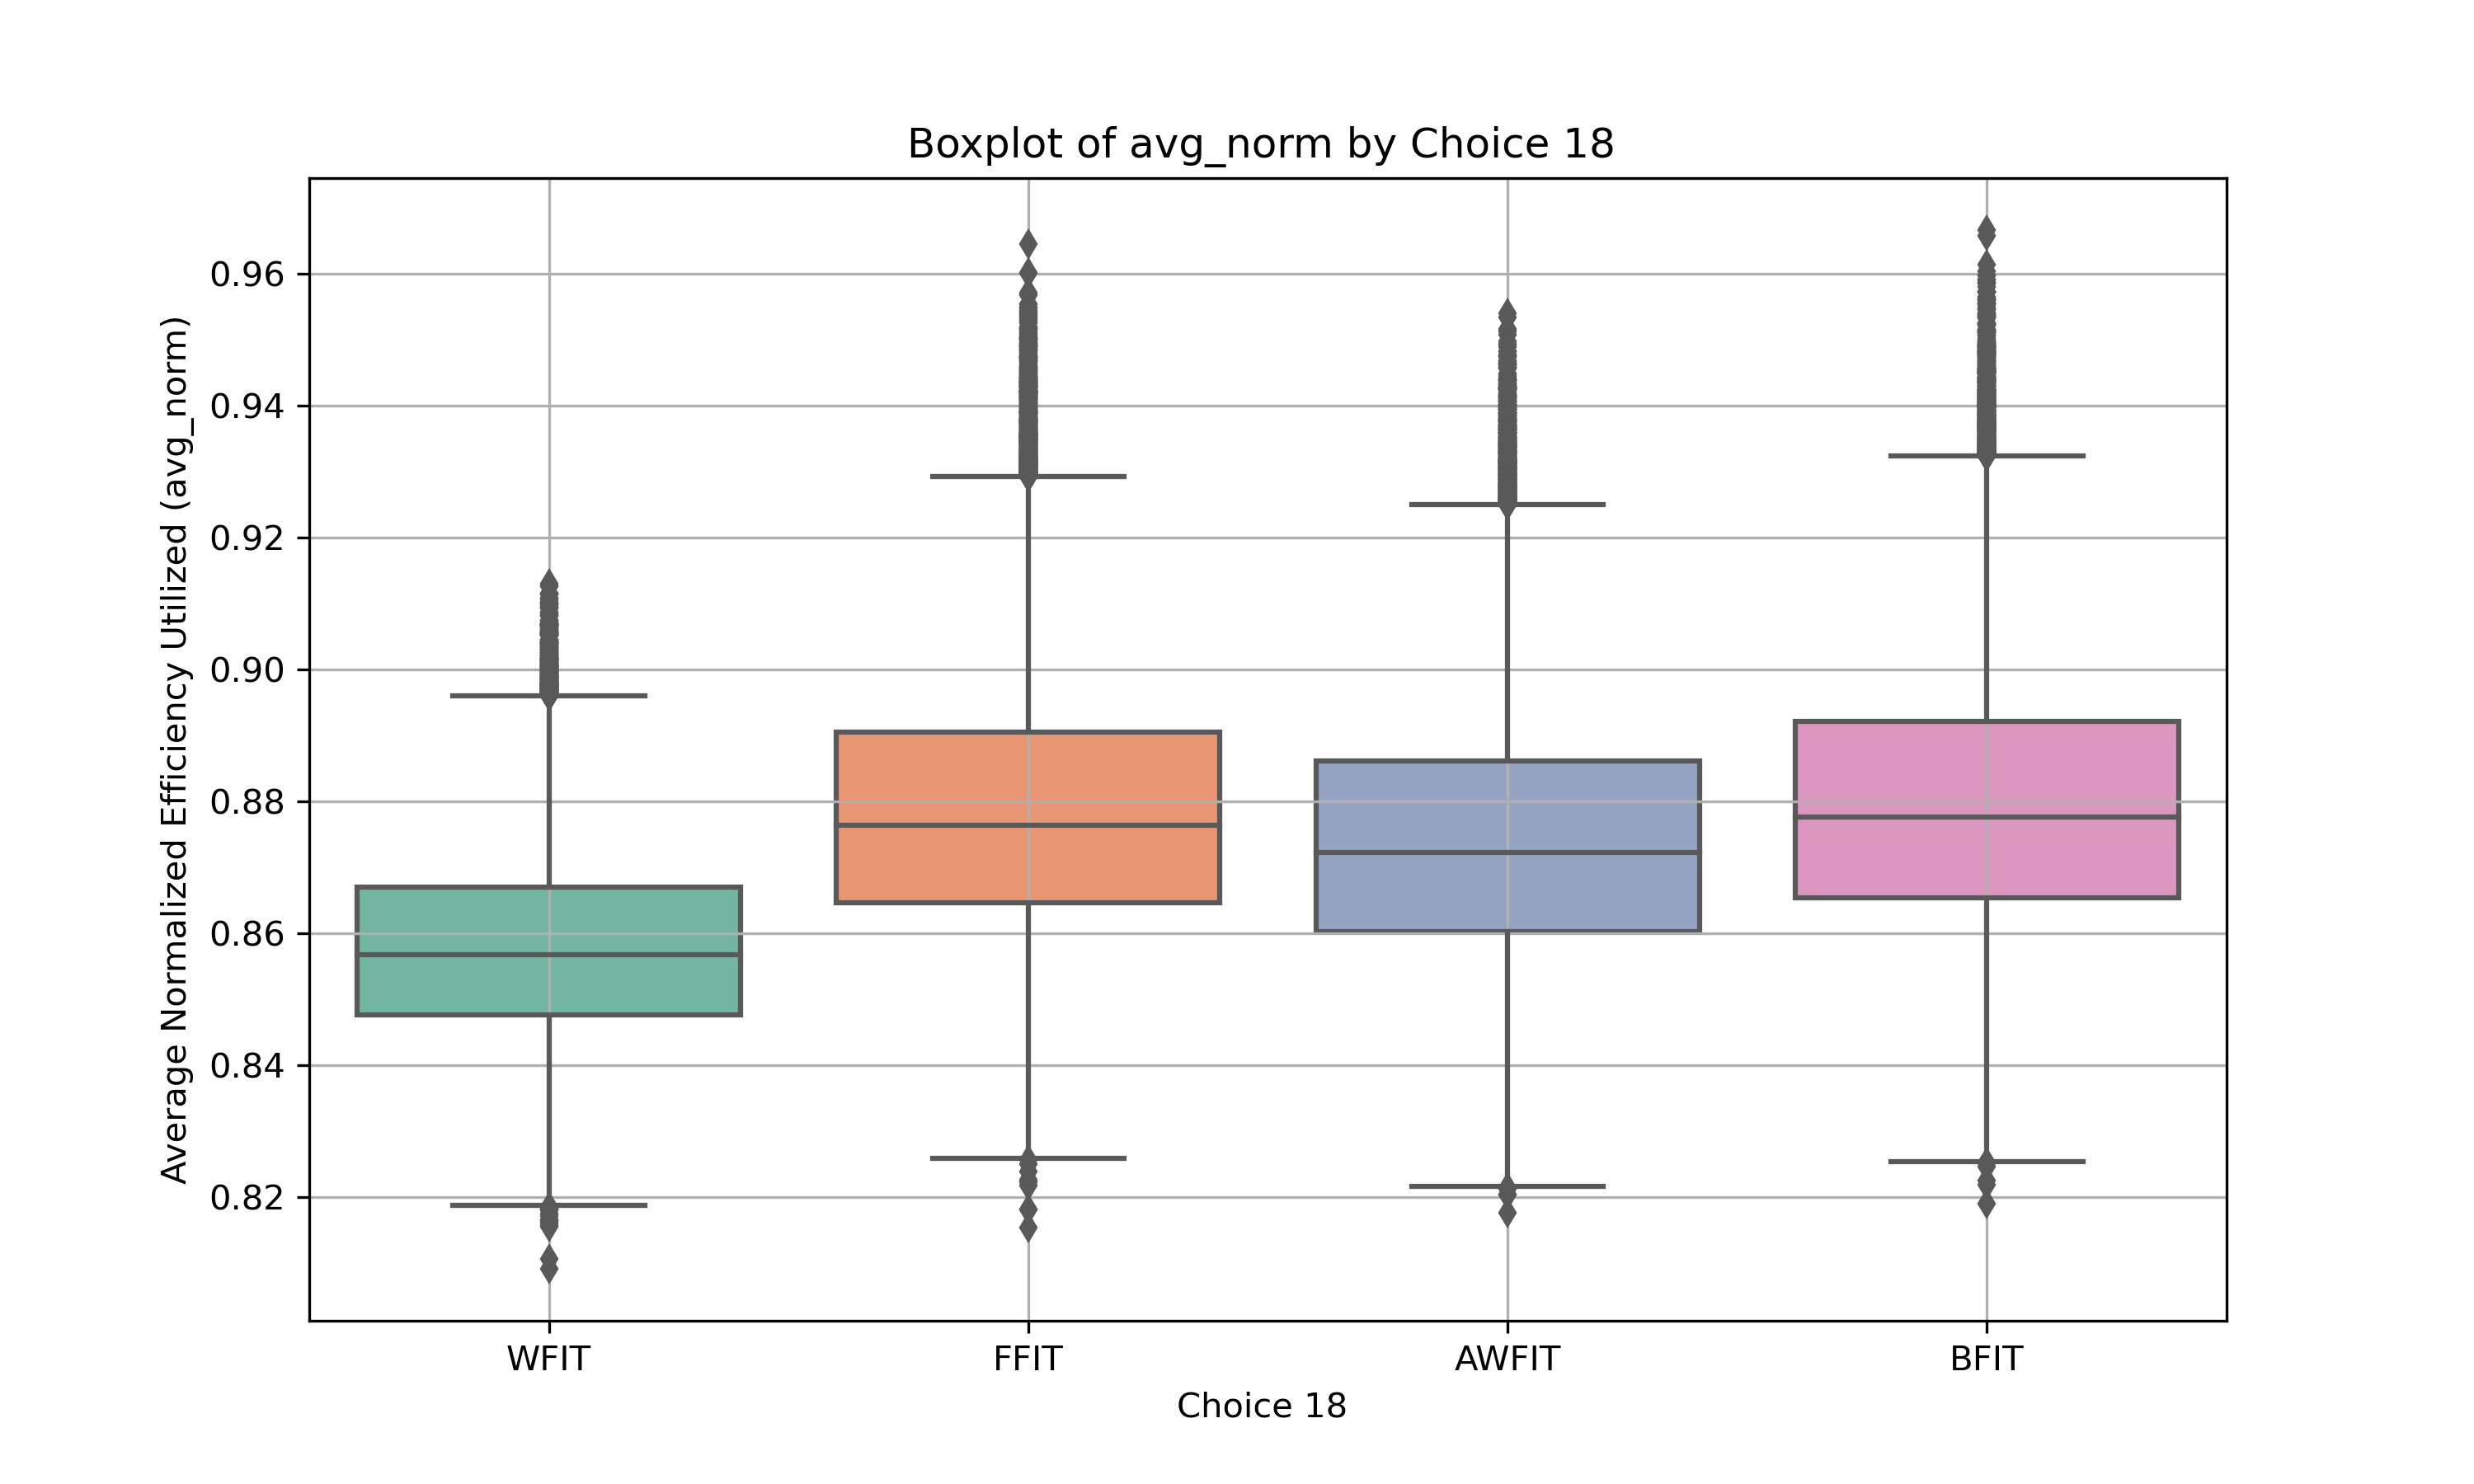 Boxplot of avg_norm by Choice 18
Average Normalized Efficiency Utilized (avg_norm)
0.96
0.94
0.92
0.90
0.88
0.86
0.84
0.82
WFIT FFIT AWFIT BFIT
Choice 18